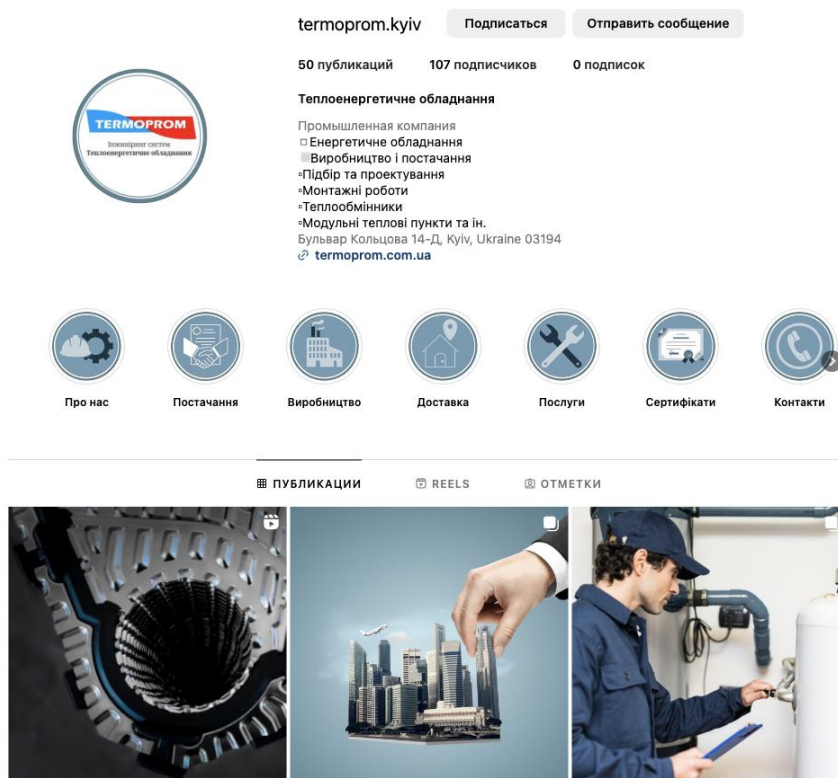 termoprom.kyiv Подписаться Отправить сообщение
50 публикаций 107 подписчиков 0 подписок
TERMOPROM
Інжиніринг систем
Теплоенергетичне обладнання
Теплоенергетичне обладнання
Промышленная компания
Енергетичне обладнання
Виробництво і постачання
▫Підбір та проектування
▫Монтажні роботи
▫Теплообмінники
▫Модульні теплові пункти та ін.
Бульвар Кольцова 14-Д, Kyiv, Ukraine 03194
termoprom.com.ua
Про нас Постачання Виробництво Доставка Послуги Сертифікати Контакти
ПУБЛИКАЦИИ REELS ОТМЕТКИ